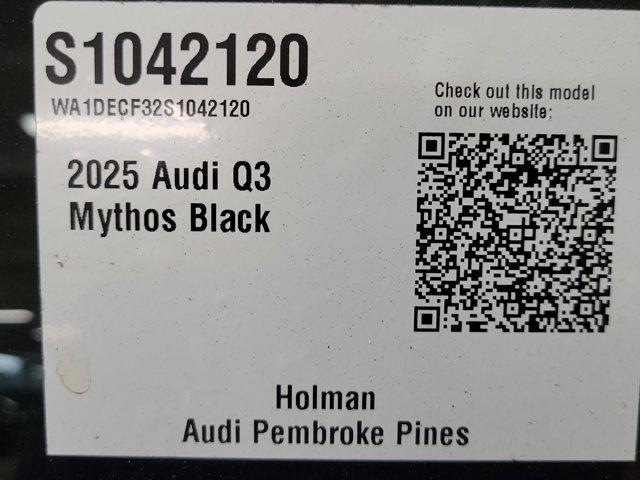 S1042120
WA1DECF32S1042120
Check out this model
on our website:
2025 Audi Q3
Mythos Black
Holman
Audi Pembroke Pines